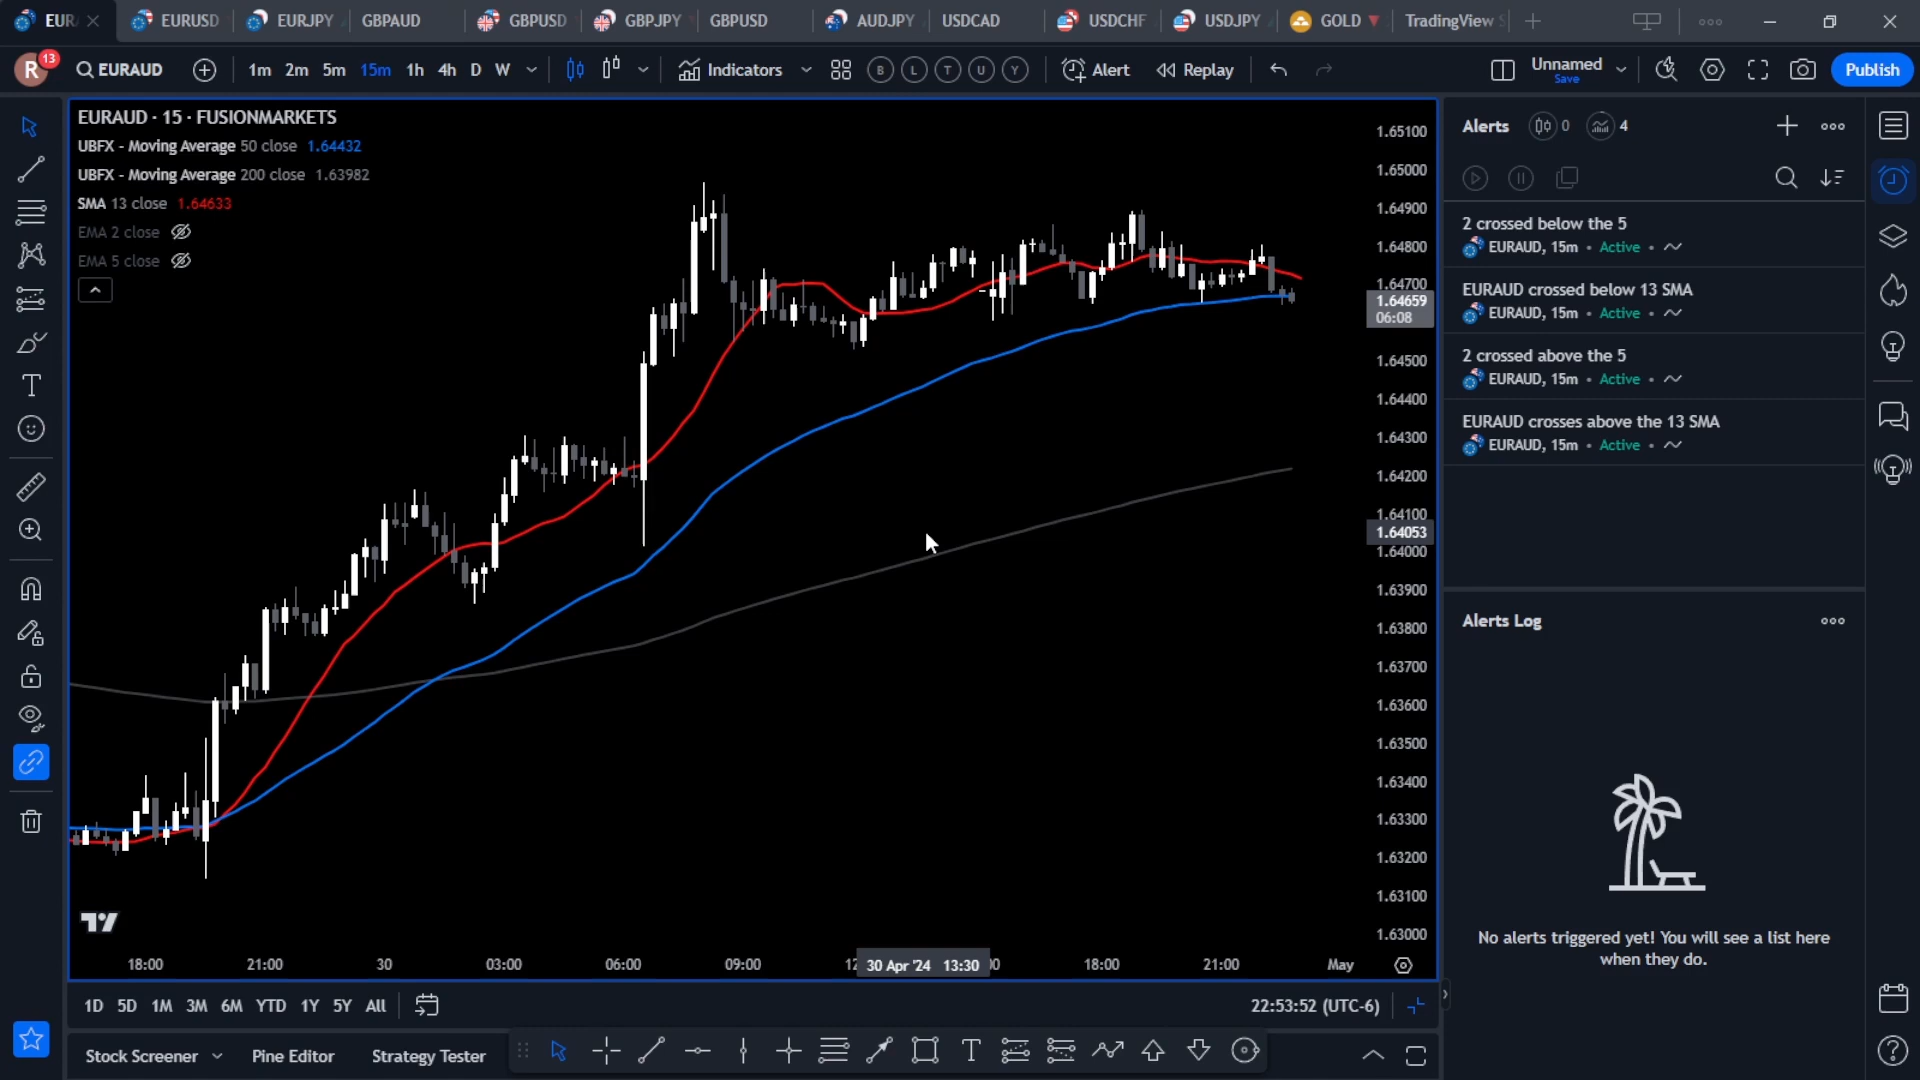 EUR
EURUSD
EURJPY
GBPAUD
GBPUSD
GBPJPY
GBPUSD
AUDJPY
USDCAD
USDCHF
USDJPY
GOLD
TradingView
R 13
EURAUD
1m 2m 5m 15m 1h 4h D W
Indicators
B L T U Y
Alert
Replay
Unnamed
Save
Publish
EURAUD · 15 · FUSIONMARKETS
UBFX - Moving Average 50 close 1.64432
UBFX - Moving Average 200 close 1.63982
SMA 13 close 1.64633
EMA 2 close
EMA 5 close
1.65100
1.65000
1.64900
1.64800
1.64700
1.64659
06:08
1.64500
1.64400
1.64300
1.64200
1.64100
1.64053
1.64000
1.63900
1.63800
1.63700
1.63600
1.63500
1.63400
1.63300
1.63200
1.63100
1.63000
18:00 21:00 30 03:00 06:00 09:00 30 Apr '24 13:30 18:00 21:00 May
1D 5D 1M 3M 6M YTD 1Y 5Y All
22:53:52 (UTC-6)
Stock Screener
Pine Editor
Strategy Tester
Alerts 0 4
2 crossed below the 5
EURAUD, 15m • Active •
EURAUD crossed below 13 SMA
EURAUD, 15m • Active •
2 crossed above the 5
EURAUD, 15m • Active •
EURAUD crosses above the 13 SMA
EURAUD, 15m • Active •
Alerts Log
No alerts triggered yet! You will see a list here
when they do.